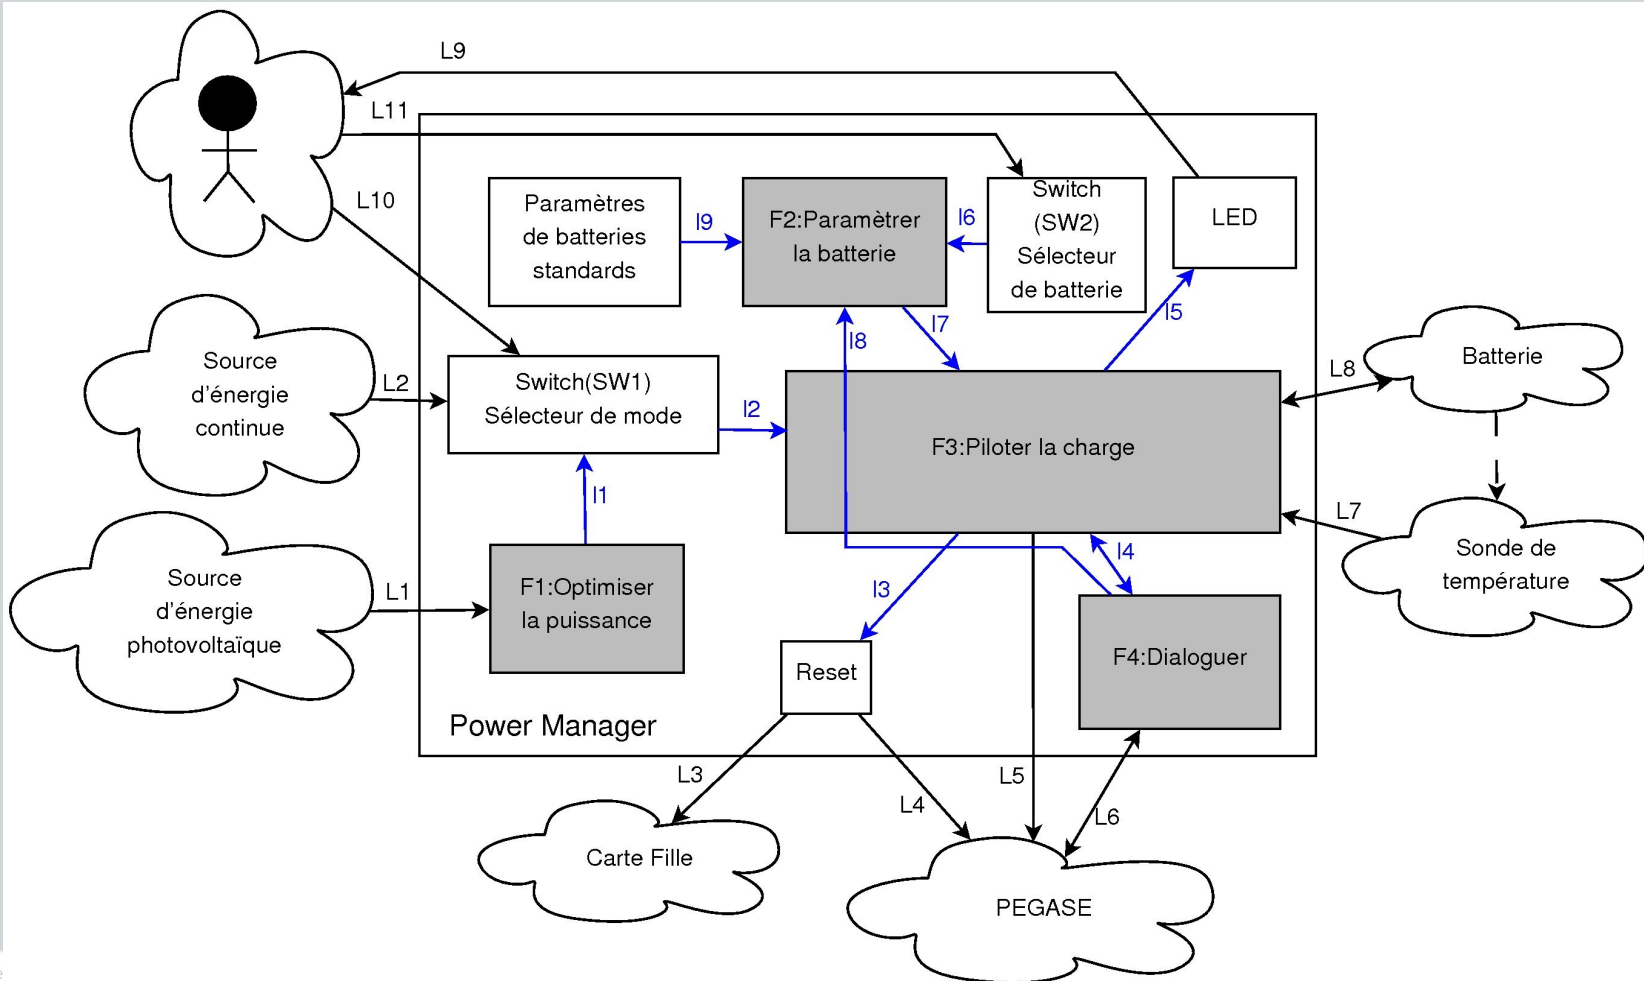 L9
L11
L10
Paramètres
de batteries
standards
I9
F2:Paramètrer
la batterie
I6
Switch
(SW2)
Sélecteur
de batterie
LED
I7
I8
I5
Source
d'énergie
continue
L2
Switch(SW1)
Sélecteur de mode
I2
F3:Piloter la charge
L8
Batterie
I1
L7
Sonde de
température
Source
d'énergie
photovoltaïque
L1
F1:Optimiser
la puissance
I3
I4
Reset
F4:Dialoguer
Power Manager
L3
L4
L5
L6
Carte Fille
PEGASE
e